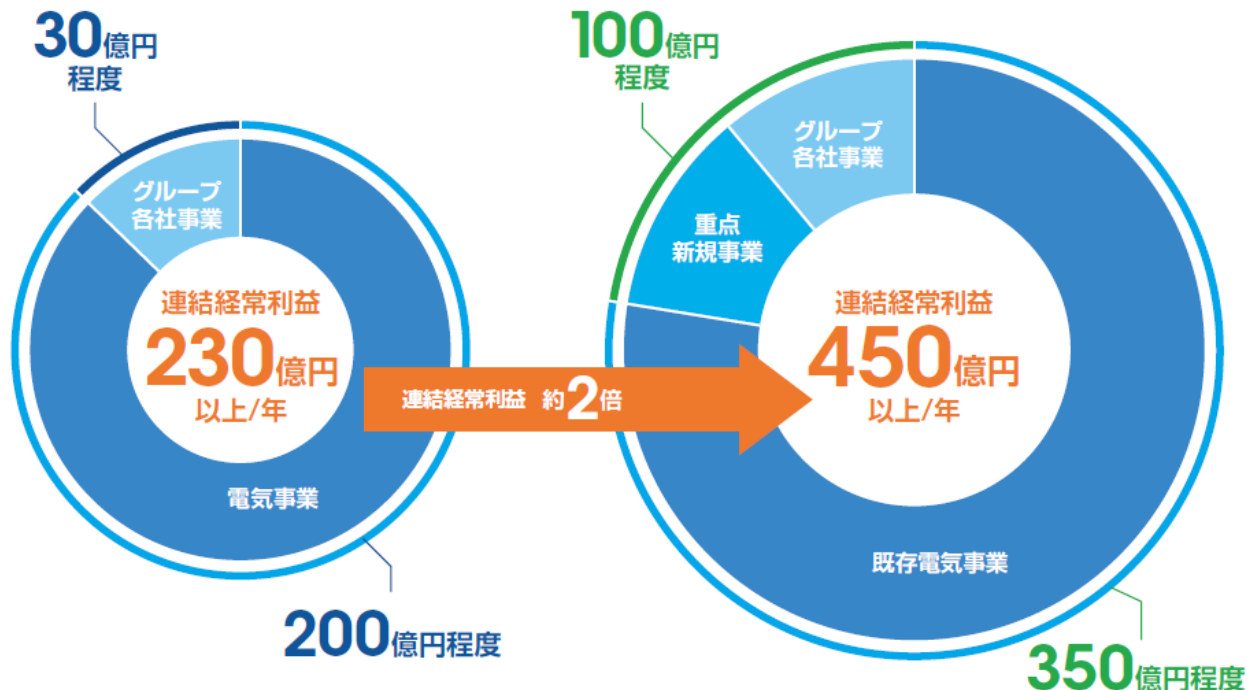 30億円
程度
グループ
各社事業
連結経常利益
230億円
以上/年
電気事業
200億円程度
連結経常利益 約2倍
100億円
程度
グループ
各社事業
重点
新規事業
連結経常利益
450億円
以上/年
既存電気事業
350億円程度